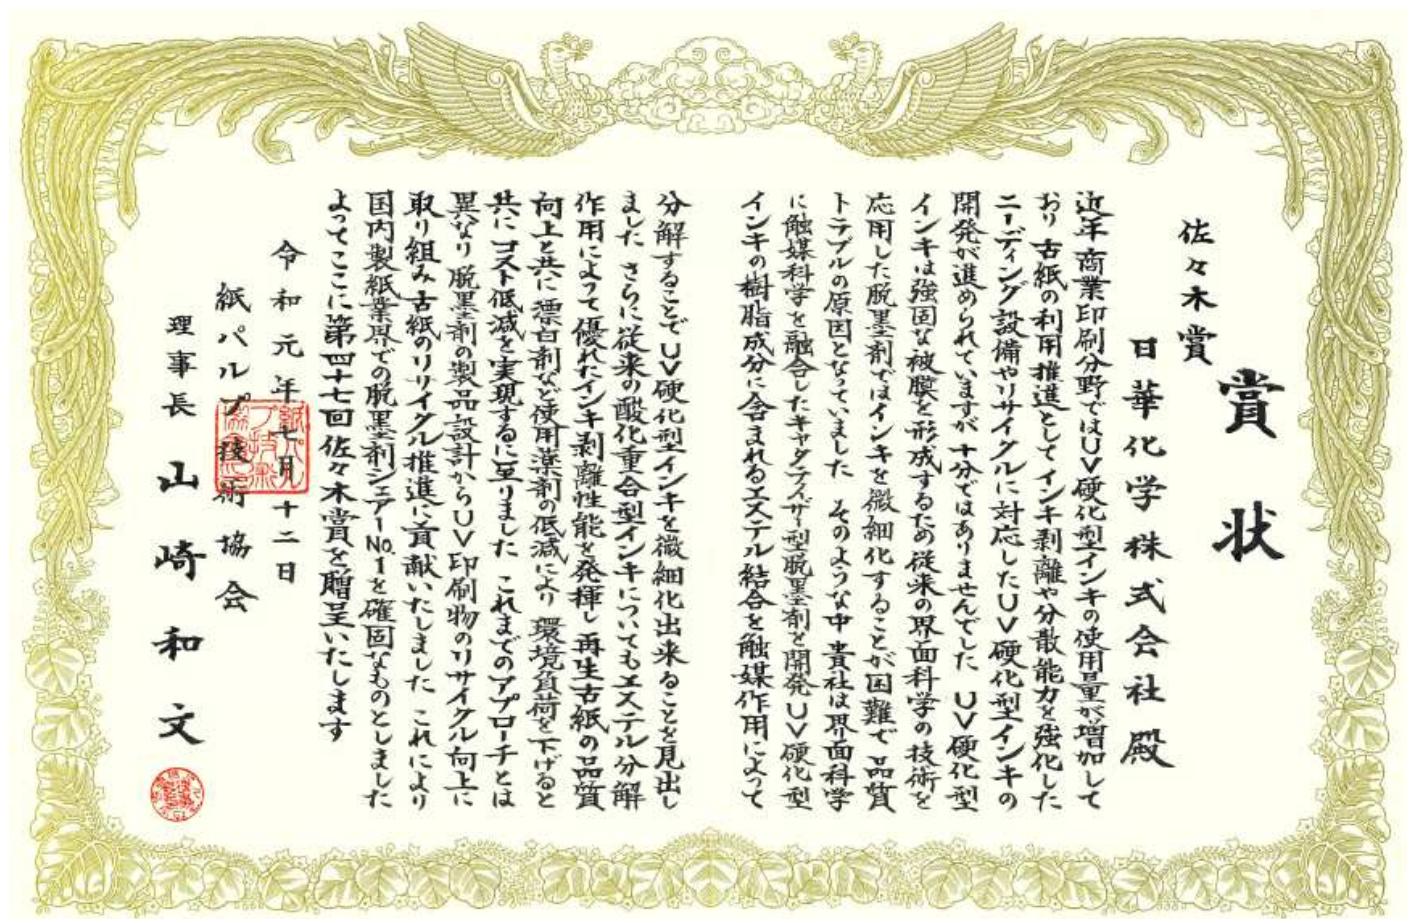 賞状
佐々木賞
日華化学株式会社殿
近年商業印刷分野ではUV硬化型インキの使用量が増加して
おり 古紙の利用推進として インキ剥離や分散能力を強化した
ニーディング設備やリサイクルに対応したUV硬化型インキの
開発が進められていますが 十分ではありませんでした UV硬化型
インキは強固な被膜を形成するため従来の界面科学の技術を
応用した脱墨剤ではインキを微細化することが困難で 品質
トラブルの原因となっていました そのような中 貴社は界面科学
に触媒科学を融合したキャタライザー型脱墨剤を開発 UV硬化型
インキの樹脂成分に含まれるエステル結合を触媒作用によって
分解することで UV硬化型インキを微細化出来ることを見出し
ました さらに従来の酸化重合型インキについてもエステル分解
作用によって優れたインキ剥離性能を発揮し 再生古紙の品質
向上と共に 漂白剤など使用薬剤の低減により 環境負荷を下げると
共に コスト低減を実現するに至りました これまでのアプローチとは
異なり 脱墨剤の製品設計からUV印刷物のリサイクル向上に
取り組み古紙のリサイクル推進に貢献いたしました これにより
国内製紙業界での脱墨剤シェアーNo.1を確固なものとしました
よってここに第四十七回佐々木賞を贈呈いたします
令和元年七月十二日
紙パルプ技術協会
理事長 山崎和文